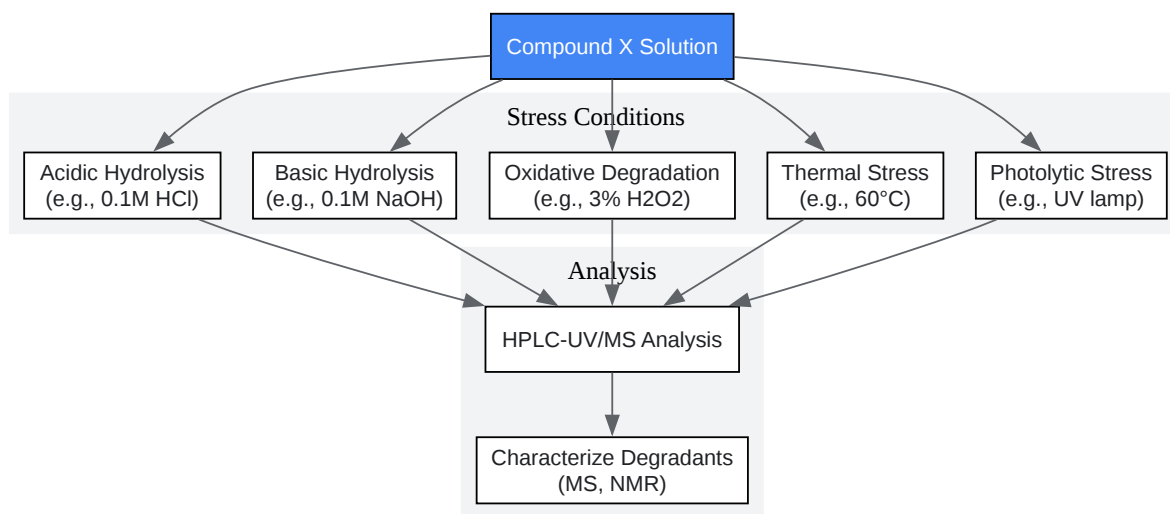 Compound X Solution
Stress Conditions
Acidic Hydrolysis
(e.g., 0.1M HCl)
Basic Hydrolysis
(e.g., 0.1M NaOH)
Oxidative Degradation
(e.g., 3% H2O2)
Thermal Stress
(e.g., 60°C)
Photolytic Stress
(e.g., UV lamp)
Analysis
HPLC-UV/MS Analysis
Characterize Degradants
(MS, NMR)